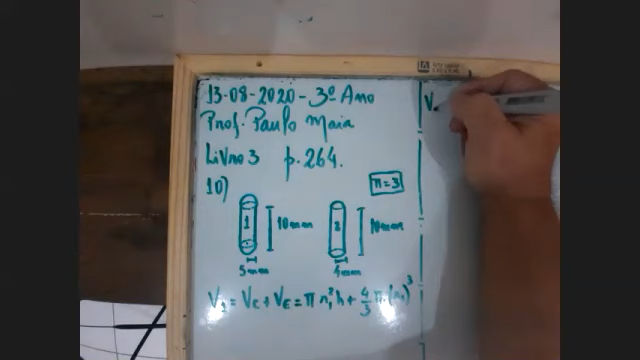 13-08-2020-3º Ano
Prof. Paulo Maia
Livro 3 p.264.
10)
π=3
1
10mm
2
10mm
5mm
4mm
V₁ = Vc + VE = π r₁² h + 4/3 π (r₁)³
V